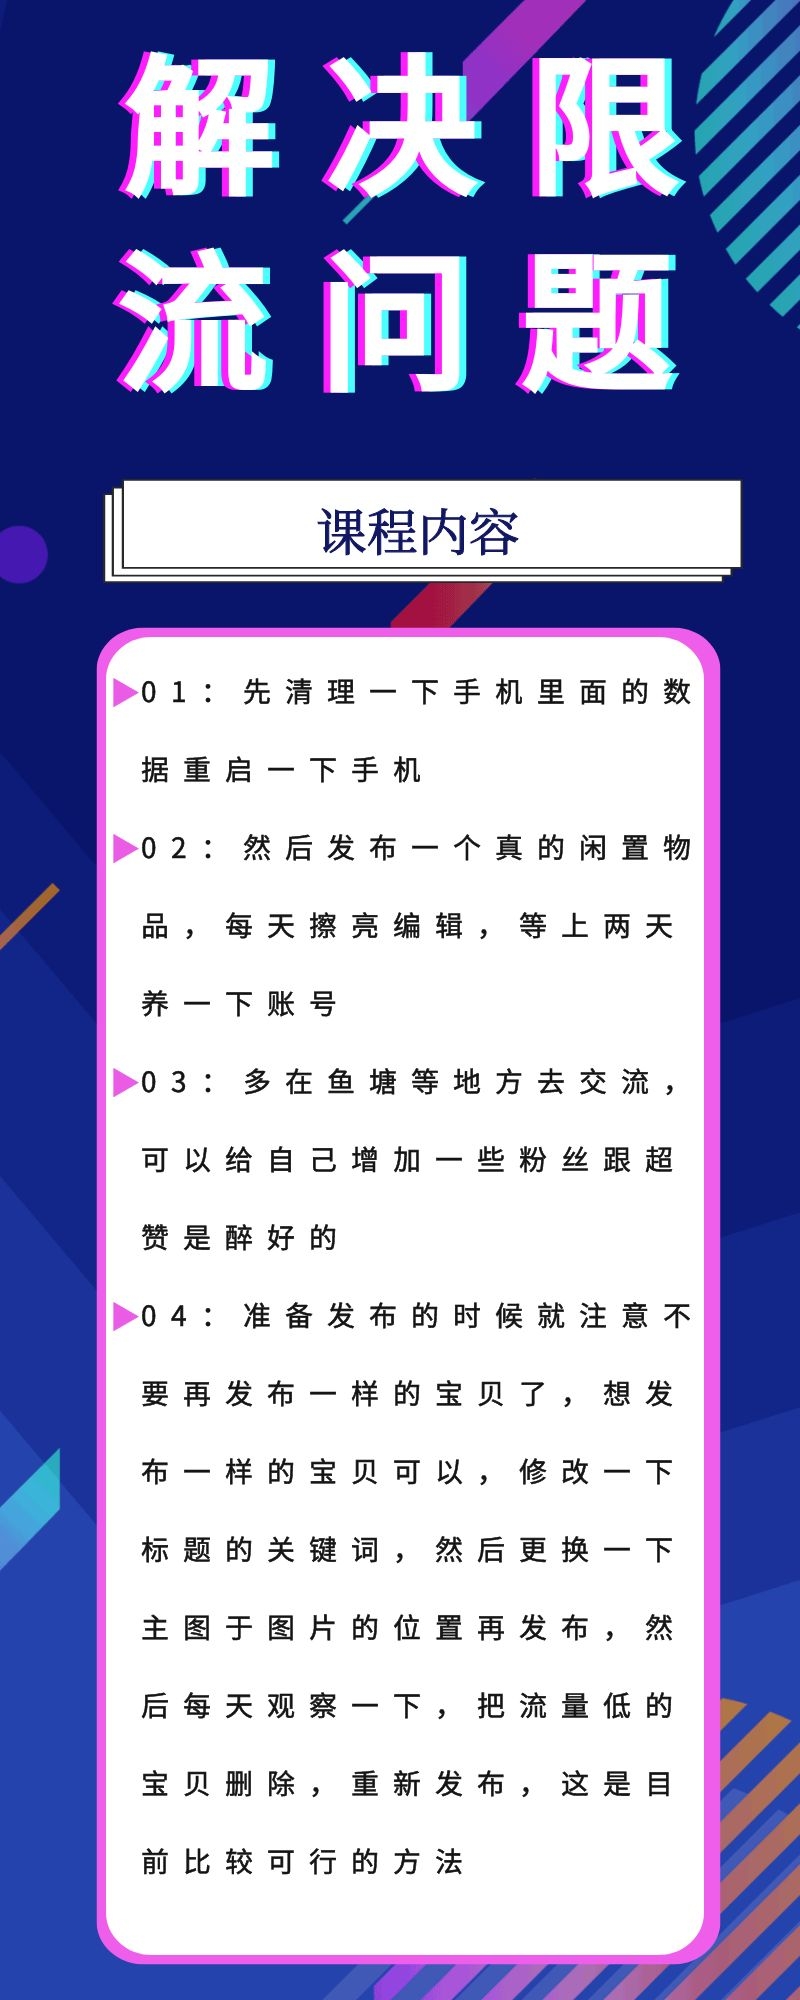 解决限
流问题
课程内容
01：先清理一下手机里面的数
据重启一下手机
02：然后发布一个真的闲置物
品，每天擦亮编辑，等上两天
养一下账号
03：多在鱼塘等地方去交流，
可以给自己增加一些粉丝跟超
赞是醉好的
04：准备发布的时候就注意不
要再发布一样的宝贝了，想发
布一样的宝贝可以，修改一下
标题的关键词，然后更换一下
主图于图片的位置再发布，然
后每天观察一下，把流量低的
宝贝删除，重新发布，这是目
前比较可行的方法